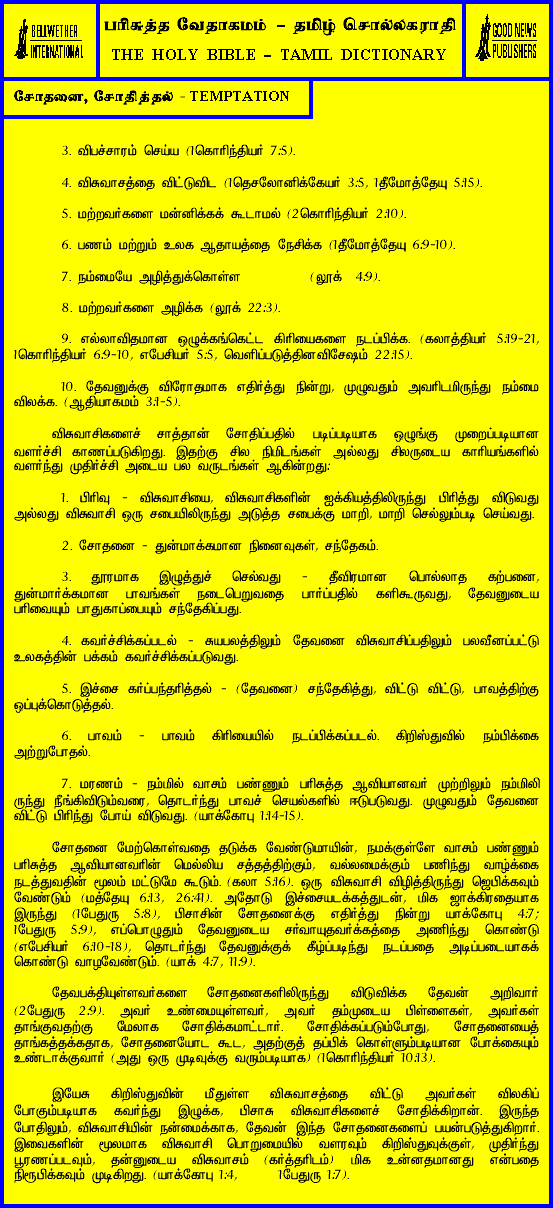 BELLWETHER
INTERNATIONAL
பரிசுத்த வேதாகமம் – தமிழ் சொல்லகராதி
THE HOLY BIBLE – TAMIL DICTIONARY
GOOD NEWS
PUBLISHERS
சோதனை, சோதித்தல் - TEMPTATION
3. விபச்சாரம் செய்ய (1கொரிந்தியர் 7:5).
4. விசுவாசத்தை விட்டுவிட (1தெசலோனிக்கேயர் 3:5, 1தீமோத்தேயு 5:15).
5. மற்றவர்களை மன்னிக்கக் கூடாமல் (2கொரிந்தியர் 2:10).
6. பணம் மற்றும் உலக ஆதாயத்தை நேசிக்க (1தீமோத்தேயு 6:9-10).
7. நம்மையே அழித்துக்கொள்ள (லூக் 4:9).
8. மற்றவர்களை அழிக்க (லூக் 22:3).
9. எல்லாவிதமான ஒழுக்கங்கெட்ட கிரியைகளை நடப்பிக்க. (கலாத்தியர் 5:19-21,
1கொரிந்தியர் 6:9-10, எபேசியர் 5:5, வெளிப்படுத்தினவிசேஷம் 22:15).
10. தேவனுக்கு விரோதமாக எதிர்த்து நின்று, முழுவதும் அவரிடமிருந்து நம்மை
விலக்க. (ஆதியாகமம் 3:1-5).
விசுவாசிகளைச் சாத்தான் சோதிப்பதில் படிப்படியாக ஒழுங்கு முறைப்படியான
வளர்ச்சி காணப்படுகிறது. இதற்கு சில நிமிடங்கள் அல்லது சிலருடைய காரியங்களில்
வளர்ந்து முதிர்ச்சி அடைய பல வருடங்கள் ஆகின்றது:
1. பிரிவு - விசுவாசியை, விசுவாசிகளின் ஐக்கியத்திலிருந்து பிரித்து விடுவது
அல்லது விசுவாசி ஒரு சபையிலிருந்து அடுத்த சபைக்கு மாறி, மாறி செல்லும்படி செய்வது.
2. சோதனை - துன்மாக்கமான நினைவுகள், சந்தேகம்.
3. தூரமாக இழுத்துச் செல்வது - தீவிரமான பொல்லாத கற்பனை,
துன்மார்க்கமான பாவங்கள் நடைபெறுவதை பார்ப்பதில் களிகூருவது, தேவனுடைய
பரிவையும் பாதுகாப்பையும் சந்தேகிப்பது.
4. கவர்ச்சிக்கப்படல் - சுயபலத்திலும் தேவனை விசுவாசிப்பதிலும் பலவீனப்பட்டு
உலகத்தின் பக்கம் கவர்ச்சிக்கப்படுவது.
5. இச்சை கர்ப்பந்தரித்தல் - (தேவனை) சந்தேகித்து, விட்டு விட்டு, பாவத்திற்கு
ஒப்புக்கொடுத்தல்.
6. பாவம் - பாவம் கிரியையில் நடப்பிக்கப்படல். கிறிஸ்துவில் நம்பிக்கை
அற்றுபோதல்.
7. மரணம் - நம்மில் வாசம் பண்ணும் பரிசுத்த ஆவியானவர் முற்றிலும் நம்மிலி
ருந்து நீங்கிவிடும்வரை, தொடர்ந்து பாவச் செயல்களில் ஈடுபடுவது. முழுவதும் தேவனை
விட்டு பிரிந்து போய் விடுவது. (யாக்கோபு 1:14-15).
சோதனை மேற்கொள்வதை தடுக்க வேண்டுமாயின், நமக்குள்ளே வாசம் பண்ணும்
பரிசுத்த ஆவியானவரின் மெல்லிய சத்தத்திற்கும், வல்லமைக்கும் பணிந்து வாழ்க்கை
நடத்துவதின் மூலம் மட்டுமே கூடும். (கலா 5:16). ஒரு விசுவாசி விழித்திருந்து ஜெபிக்கவும்
வேண்டும் (மத்தேயு 6:13, 26:41). அதோடு இச்சையடக்கத்துடன், மிக ஜாக்கிரதையாக
இருந்து (1பேதுரு 5:8), பிசாசின் சோதனைக்கு எதிர்த்து நின்று யாக்கோபு 4:7;
1பேதுரு 5:9), எப்பொழுதும் தேவனுடைய சர்வாயுதவர்க்கத்தை அணிந்து கொண்டு
(எபேசியர் 6:10-18), தொடர்ந்து தேவனுக்குக் கீழ்ப்படிந்து நடப்பதை அடிப்படையாகக்
கொண்டு வாழவேண்டும். (யாக் 4:7, 11:9).
தேவபக்தியுள்ளவர்களை சோதனைகளிலிருந்து விடுவிக்க தேவன் அறிவார்
(2பேதுரு 2:9). அவர் உண்மையுள்ளவர், அவர் தம்முடைய பிள்ளைகள், அவர்கள்
தாங்குவதற்கு மேலாக சோதிக்கமாட்டார். சோதிக்கப்படும்போது, சோதனையைத்
தாங்கத்தக்கதாக, சோதனையோட கூட, அதற்குத் தப்பிக் கொள்ளும்படியான போக்கையும்
உண்டாக்குவார் (அது ஒரு முடிவுக்கு வரும்படியாக) (1கொரிந்தியர் 10:13).
இயேசு கிறிஸ்துவின் மீதுள்ள விசுவாசத்தை விட்டு அவர்கள் விலகிப்
போகும்படியாக கவர்ந்து இழுக்க, பிசாசு விசுவாசிகளைச் சோதிக்கிறான். இருந்த
போதிலும், விசுவாசியின் நன்மைக்காக, தேவன் இந்த சோதனைகளைப் பயன்படுத்துகிறார்.
இவைகளின் மூலமாக விசுவாசி பொறுமையில் வளரவும் கிறிஸ்துவுக்குள், முதிர்ந்து
பூரணப்படவும், தன்னுடைய விசுவாசம் (கர்த்தரிடம்) மிக உன்னதமானது என்பதை
நிரூபிக்கவும் முடிகிறது. (யாக்கோபு 1:4, 1பேதுரு 1:7).